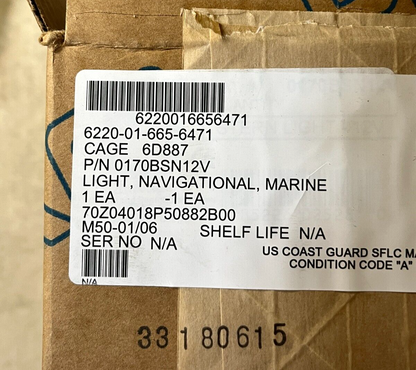 6220016656471
6220-01-665-6471
CAGE 6D887
P/N 0170BSN12V
LIGHT, NAVIGATIONAL, MARINE
1 EA -1 EA
70Z04018P50882B00
M50-01/06 SHELF LIFE N/A
SER NO N/A
US COAST GUARD SFLC
CONDITION CODE "A"
N/A
33180615